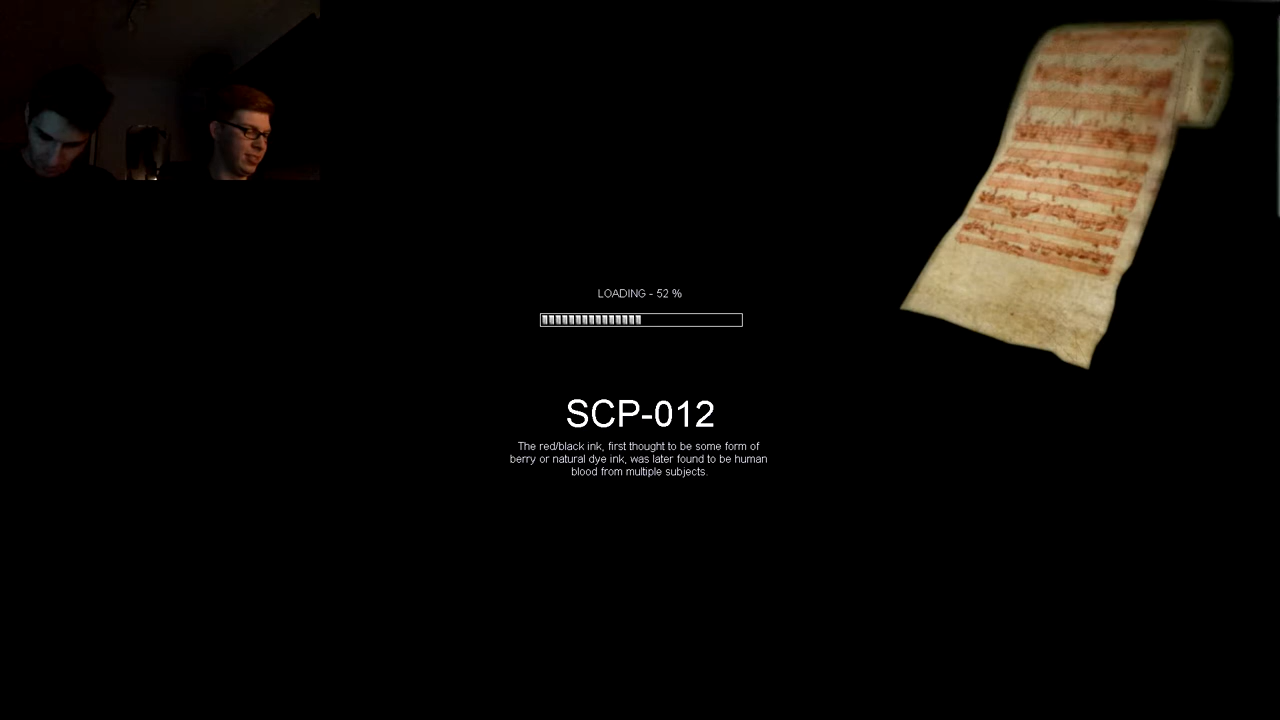 LOADING - 52 %
SCP-012
The red/black ink, first thought to be some form of
berry or natural dye ink, was later found to be human
blood from multiple subjects.